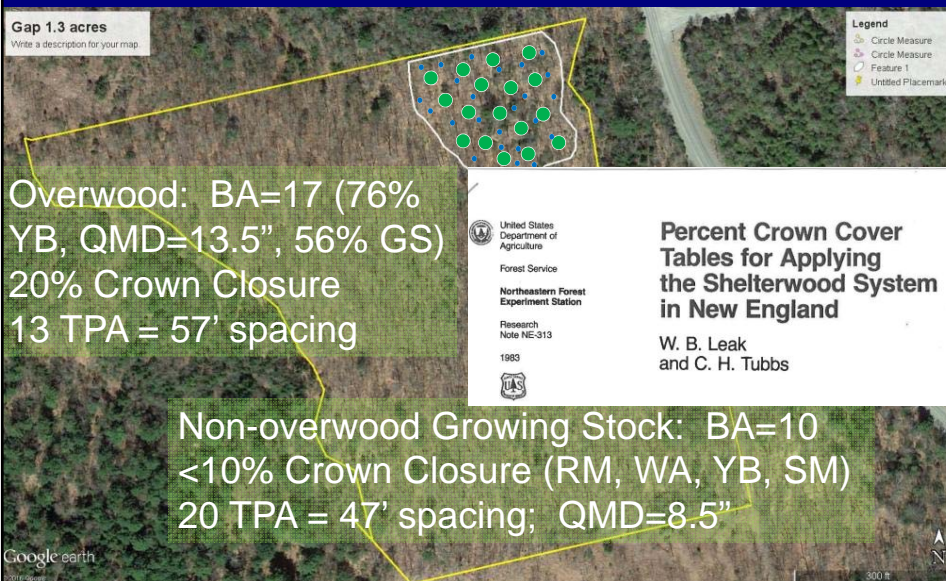 Gap 1.3 acres
Write a description for your map.
Legend
Circle Measure
Circle Measure
Feature 1
Untitled Placemark
Overwood: BA=17 (76%
YB, QMD=13.5”, 56% GS)
20% Crown Closure
13 TPA = 57’ spacing
United States
Department of
Agriculture
Forest Service
Northeastern Forest
Experiment Station
Research
Note NE-313
1983
Percent Crown Cover
Tables for Applying
the Shelterwood System
in New England
W. B. Leak
and C. H. Tubbs
Non-overwood Growing Stock: BA=10
<10% Crown Closure (RM, WA, YB, SM)
20 TPA = 47’ spacing; QMD=8.5”
Google earth
N
300 ft